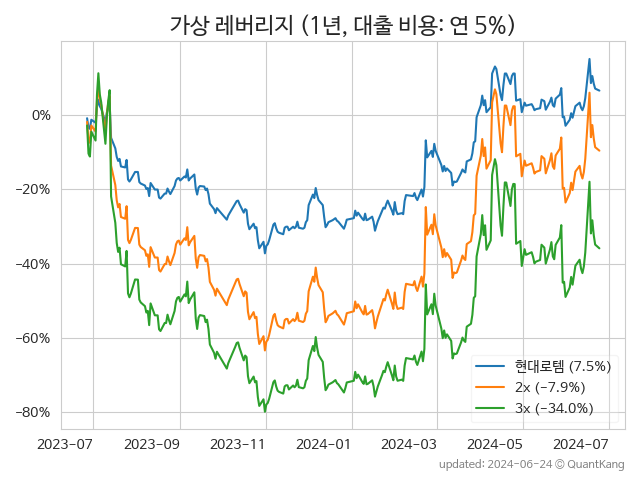 가상 레버리지 (1년, 대출 비용: 연 5%)
0%
−20%
−40%
−60%
−80%
현대로템 (7.5%)
2x (−7.9%)
3x (−34.0%)
2023-07 2023-09 2023-11 2024-01 2024-03 2024-05 2024-07
updated: 2024-06-24 © QuantKang